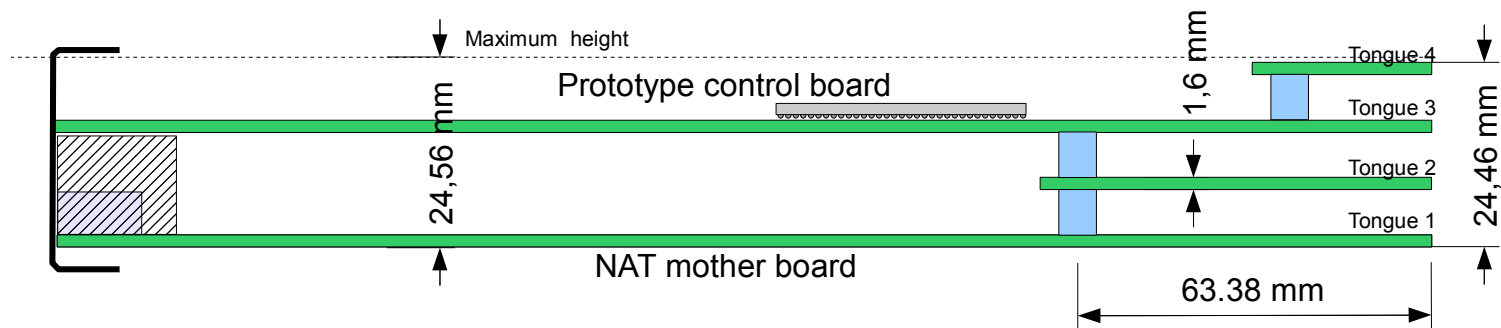 Maximum height
Tongue 4
Prototype control board
1,6 mm
Tongue 3
24,56 mm
24,46 mm
Tongue 2
Tongue 1
NAT mother board
63.38 mm